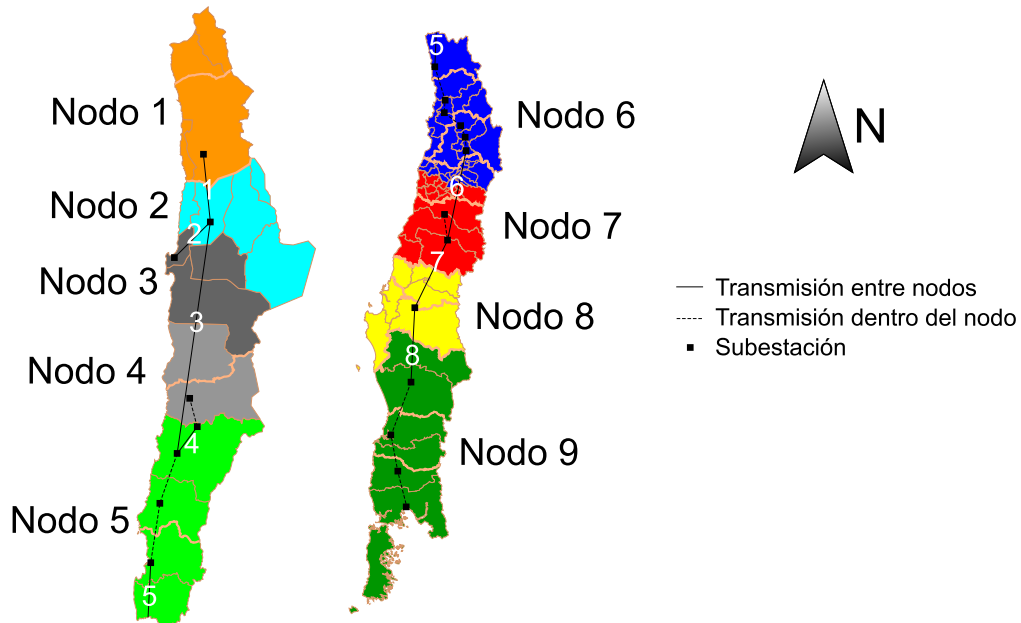 Nodo 1
1
Nodo 2
2
Nodo 3
3
Nodo 4
4
Nodo 5
5
5
Nodo 6
6
Nodo 7
7
Nodo 8
8
Nodo 9
N
Transmisión entre nodos
Transmisión dentro del nodo
Subestación